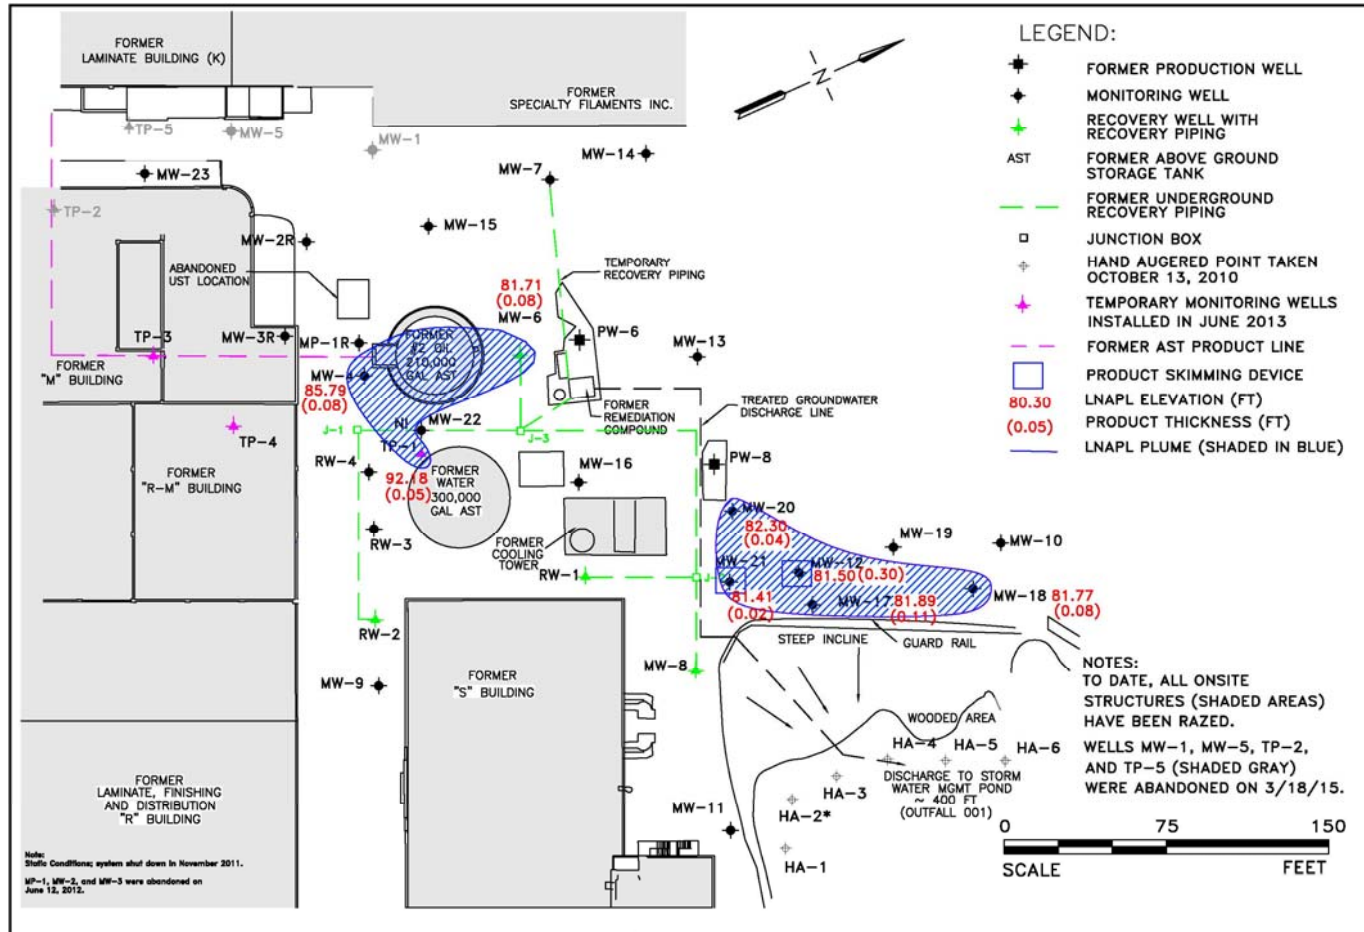 FORMER
LAMINATE BUILDING (K)
FORMER
SPECIALTY FILAMENTS INC.
N
TP-5
MW-5
MW-1
MW-14
MW-7
MW-23
TP-2
MW-15
MW-2R
ABANDONED
UST LOCATION
TEMPORARY
RECOVERY PIPING
81.71
(0.08)
MW-6
PW-6
MW-13
MW-3R
MP-1R
TP-3
FORMER
#2 OIL
210,000
GAL AST
FORMER
"M" BUILDING
MW-4
85.79
(0.08)
FORMER
REMEDIATION
COMPOUND
TREATED GROUNDWATER
DISCHARGE LINE
NI
MW-22
J-1
J-3
TP-4
TP-1
RW-4
92.18
(0.05)
FORMER
WATER
300,000
GAL AST
MW-16
PW-8
FORMER
"R-M" BUILDING
MW-20
82.30
(0.04)
RW-3
FORMER
COOLING
TOWER
MW-19
MW-10
RW-1
MW-21
MW-12
81.50(0.30)
81.41
(0.02)
MW-17
81.89
(0.11)
MW-18
81.77
(0.08)
RW-2
STEEP INCLINE
GUARD RAIL
MW-8
MW-9
FORMER
"S" BUILDING
WOODED AREA
HA-4
HA-5
HA-6
DISCHARGE TO STORM
WATER MGMT POND
~ 400 FT
(OUTFALL 001)
HA-3
HA-2*
HA-1
MW-11
FORMER
LAMINATE, FINISHING
AND DISTRIBUTION
"R" BUILDING
Note:
Static Conditions; system shut down in November 2011.
MP-1, MW-2, and MW-3 were abandoned on
June 12, 2012.
LEGEND:
FORMER PRODUCTION WELL
MONITORING WELL
RECOVERY WELL WITH
RECOVERY PIPING
AST FORMER ABOVE GROUND
STORAGE TANK
FORMER UNDERGROUND
RECOVERY PIPING
JUNCTION BOX
HAND AUGERED POINT TAKEN
OCTOBER 13, 2010
TEMPORARY MONITORING WELLS
INSTALLED IN JUNE 2013
FORMER AST PRODUCT LINE
PRODUCT SKIMMING DEVICE
80.30 LNAPL ELEVATION (FT)
(0.05) PRODUCT THICKNESS (FT)
LNAPL PLUME (SHADED IN BLUE)
NOTES:
TO DATE, ALL ONSITE
STRUCTURES (SHADED AREAS)
HAVE BEEN RAZED.
WELLS MW-1, MW-5, TP-2,
AND TP-5 (SHADED GRAY)
WERE ABANDONED ON 3/18/15.
0 75 150
SCALE FEET